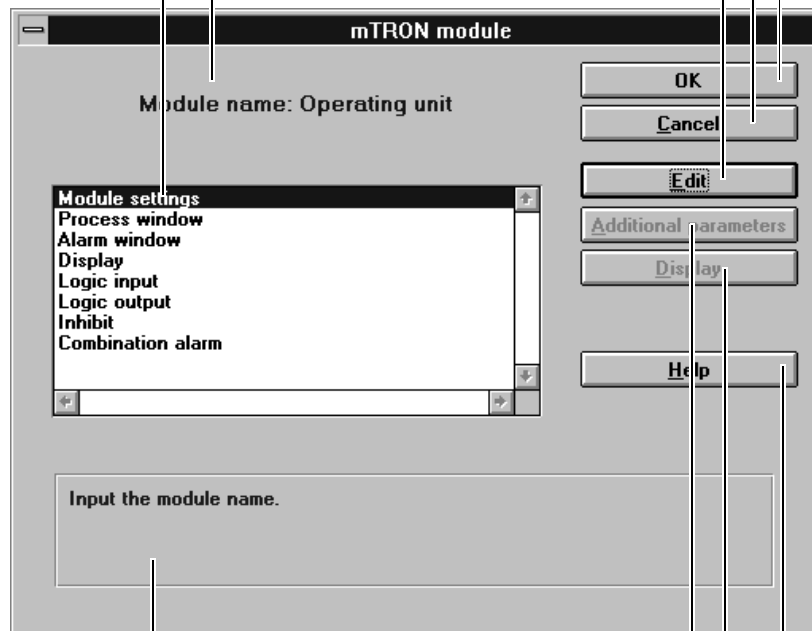 mTRON module
Module name: Operating unit
OK
Cancel
Module settings
Process window
Alarm window
Display
Logic input
Logic output
Inhibit
Combination alarm
Edit
Additional parameters
Display
Help
Input the module name.